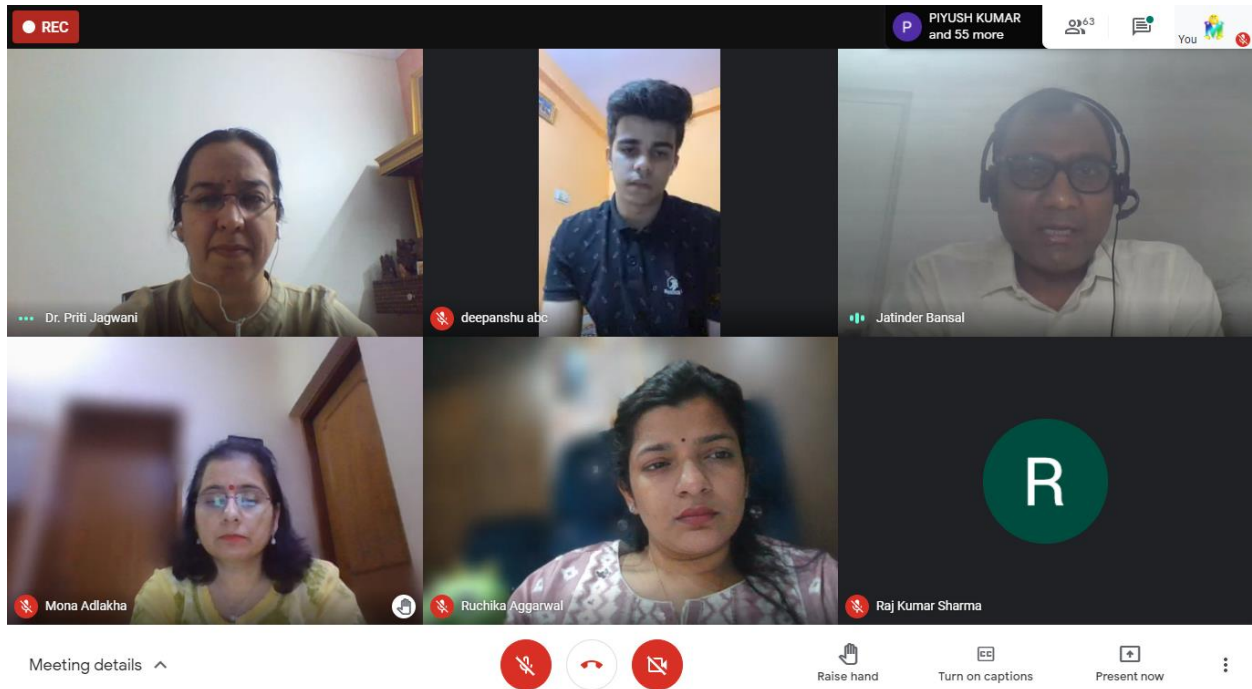 REC
P
PIYUSH KUMAR
and 55 more
63
You
Dr. Priti Jagwani
deepanshu abc
Jatinder Bansal
Mona Adlakha
Ruchika Aggarwal
R
Raj Kumar Sharma
Meeting details
Raise hand
CC
Turn on captions
Present now